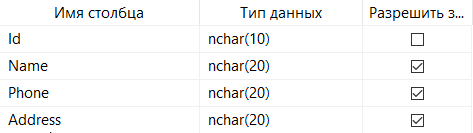 Имя столбца Тип данных Разрешить з...
Id nchar(10)
Name nchar(20)
Phone nchar(20)
Address nchar(20)